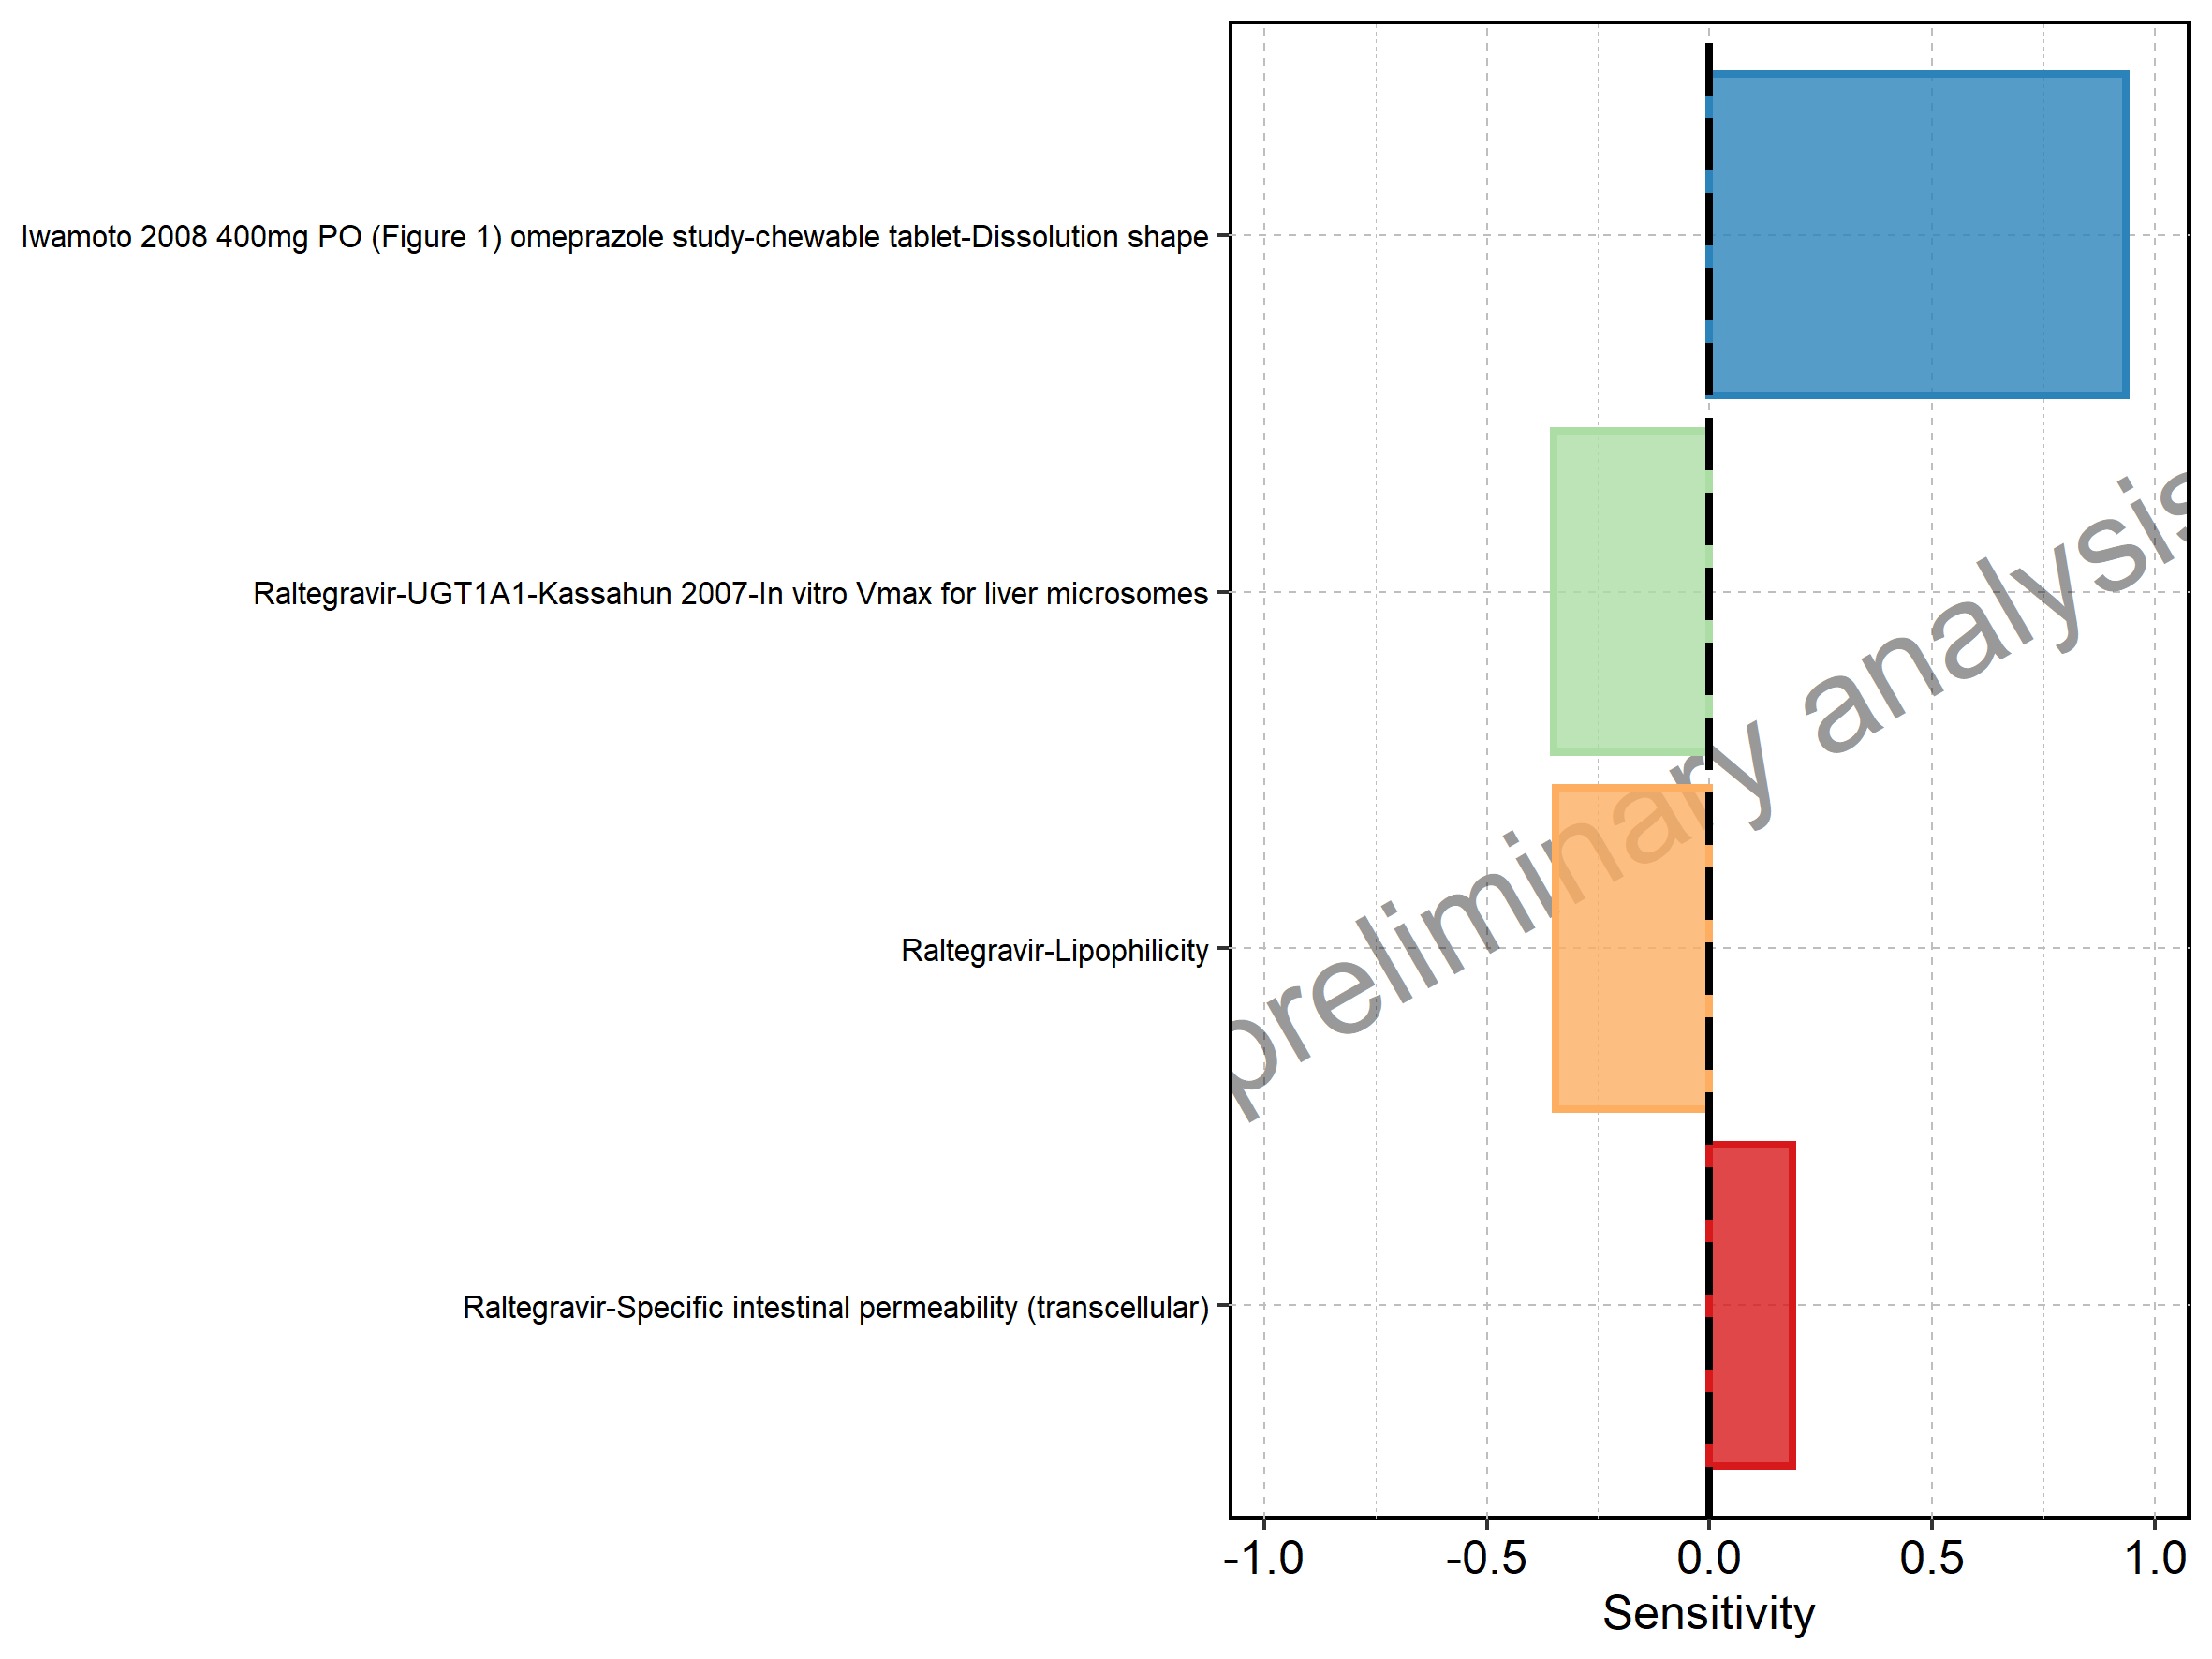 Iwamoto 2008 400mg PO (Figure 1) omeprazole study-chewable tablet-Dissolution shape
Raltegravir-UGT1A1-Kassahun 2007-In vitro Vmax for liver microsomes
Raltegravir-Lipophilicity
Raltegravir-Specific intestinal permeability (transcellular)
preliminary analysis
-1.0 -0.5 0.0 0.5 1.0
Sensitivity